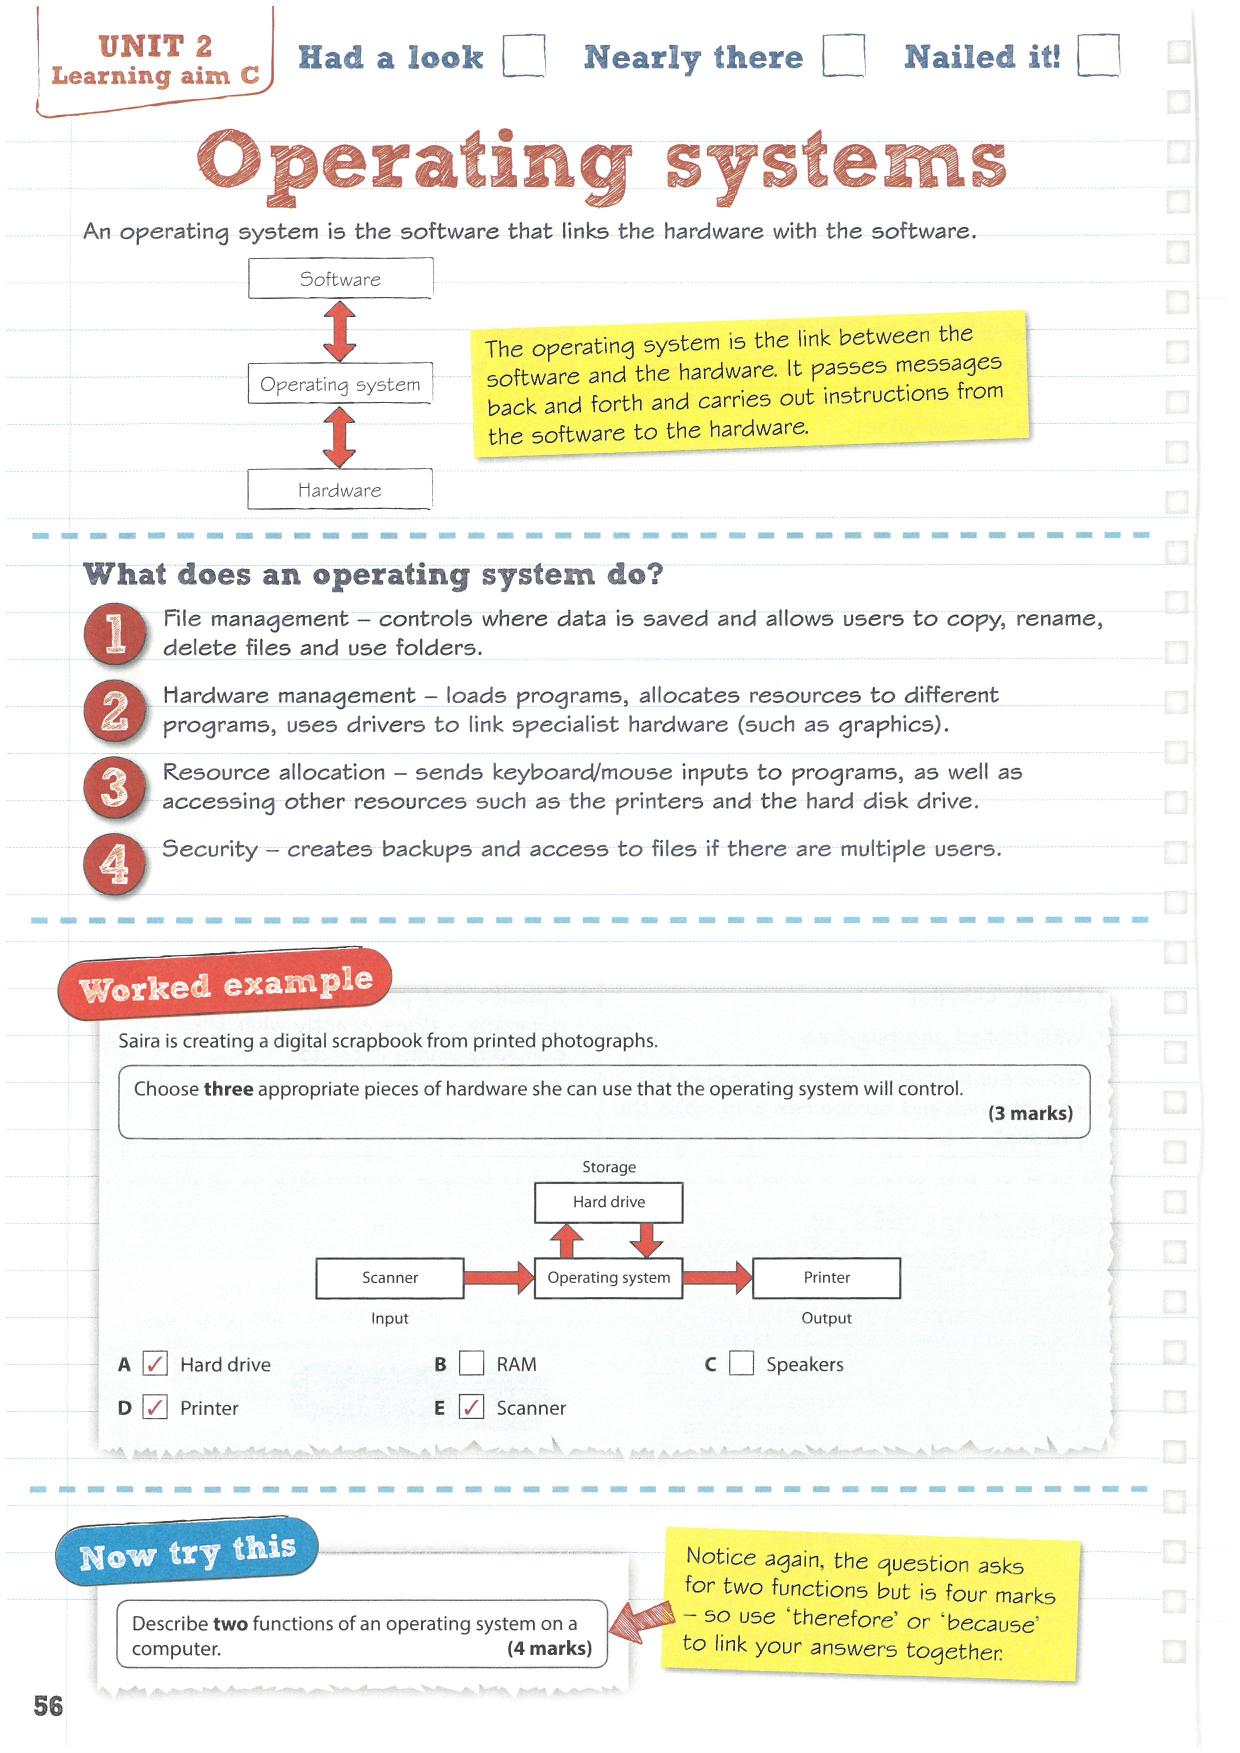 UNIT 2
Learning aim C
Had a look
Nearly there
Nailed it!
Operating systems
An operating system is the software that links the hardware with the software.
Software
Operating system
Hardware
The operating system is the link between the
software and the hardware. It passes messages
back and forth and carries out instructions from
the software to the hardware.
What does an operating system do?
1 File management – controls where data is saved and allows users to copy, rename,
delete files and use folders.
2 Hardware management – loads programs, allocates resources to different
programs, uses drivers to link specialist hardware (such as graphics).
3 Resource allocation – sends keyboard/mouse inputs to programs, as well as
accessing other resources such as the printers and the hard disk drive.
4 Security – creates backups and access to files if there are multiple users.
Worked example
Saira is creating a digital scrapbook from printed photographs.
Choose three appropriate pieces of hardware she can use that the operating system will control.
(3 marks)
Storage
Hard drive
Scanner
Operating system
Printer
Input
Output
A ✓ Hard drive
B RAM
C Speakers
D ✓ Printer
E ✓ Scanner
Now try this
Describe two functions of an operating system on a
computer. (4 marks)
Notice again, the question asks
for two functions but is four marks
– so use ‘therefore’ or ‘because’
to link your answers together.
56